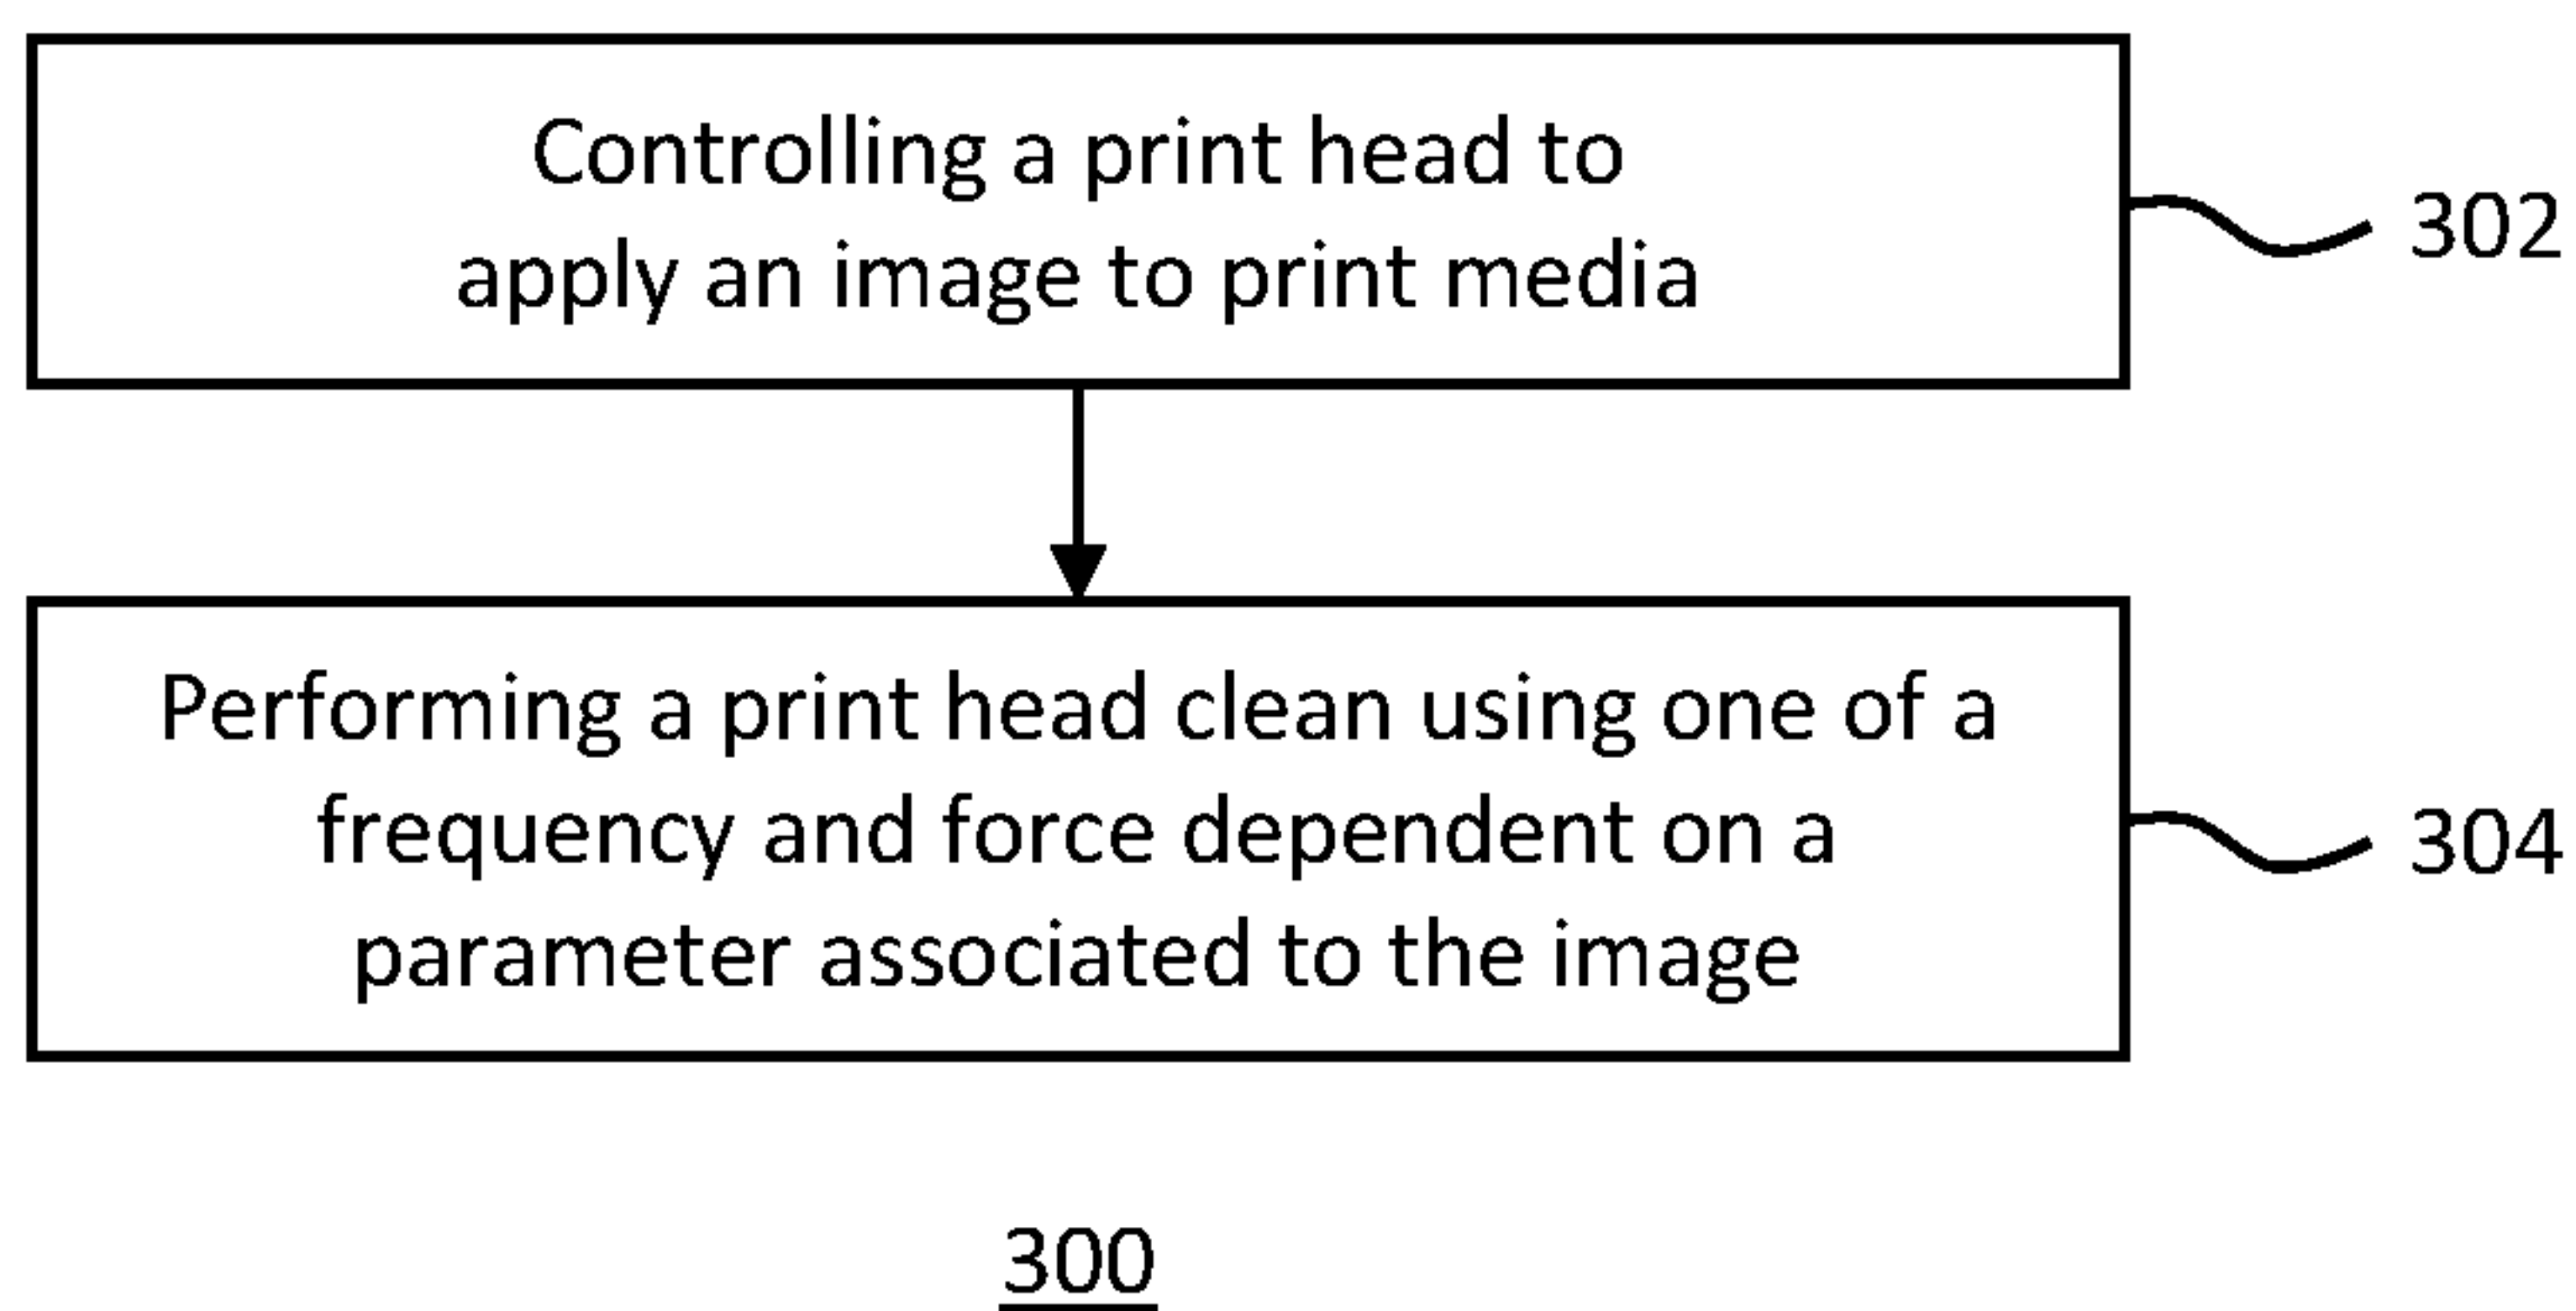 Controlling a print head to
apply an image to print media
302
Performing a print head clean using one of a
frequency and force dependent on a
parameter associated to the image
304
300